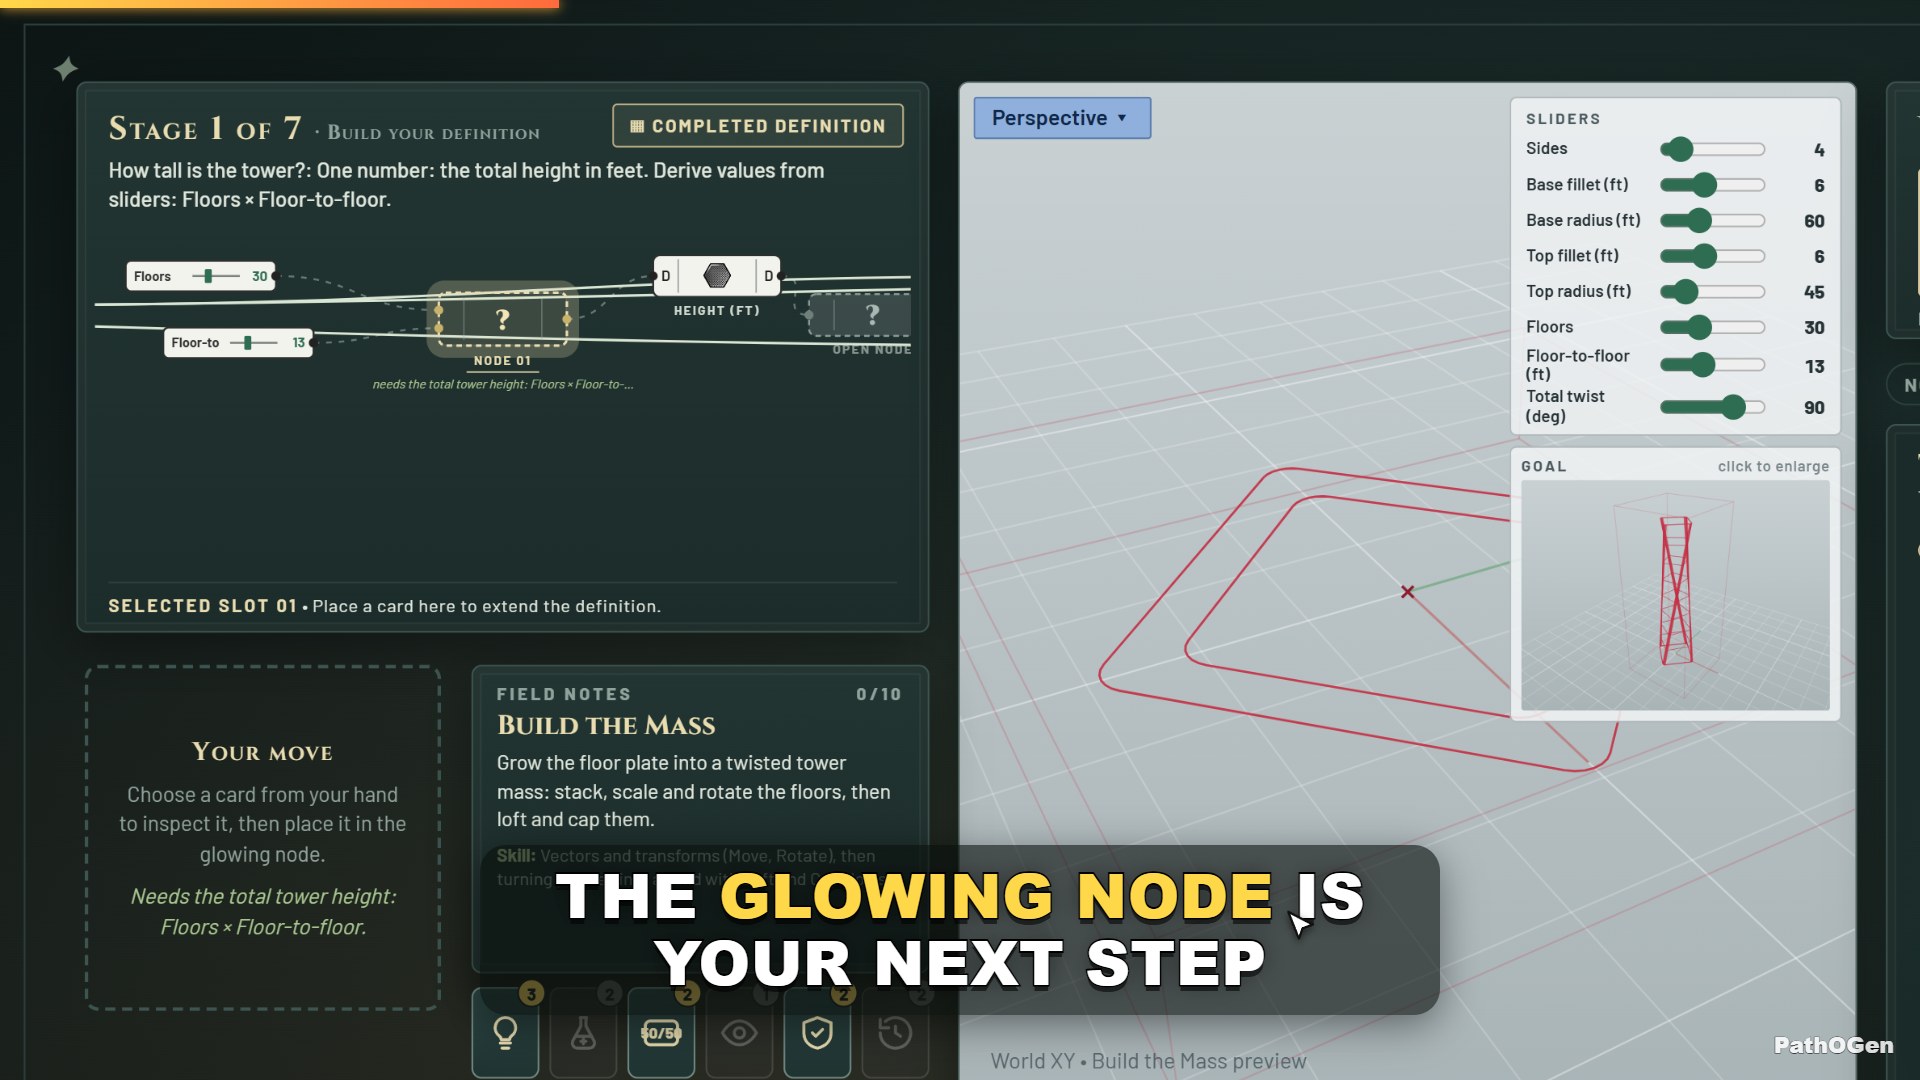 STAGE 1 OF 7 · BUILD YOUR DEFINITION
COMPLETED DEFINITION
How tall is the tower?: One number: the total height in feet. Derive values from
sliders: Floors × Floor-to-floor.
Floors 30
Floor-to 13
?
NODE 01
needs the total tower height: Floors × Floor-to-...
D D
HEIGHT (FT)
?
OPEN NODE
SELECTED SLOT 01 • Place a card here to extend the definition.
YOUR MOVE
Choose a card from your hand
to inspect it, then place it in the
glowing node.
Needs the total tower height:
Floors × Floor-to-floor.
FIELD NOTES 0/10
BUILD THE MASS
Grow the floor plate into a twisted tower
mass: stack, scale and rotate the floors, then
loft and cap them.
Skill: Vectors and transforms (Move, Rotate), then
3
2
2
50/50
2
2
Perspective ▾
SLIDERS
Sides 4
Base fillet (ft) 6
Base radius (ft) 60
Top fillet (ft) 6
Top radius (ft) 45
Floors 30
Floor-to-floor
(ft) 13
Total twist
(deg) 90
GOAL click to enlarge
THE GLOWING NODE IS
YOUR NEXT STEP
World XY • Build the Mass preview
PathOGen